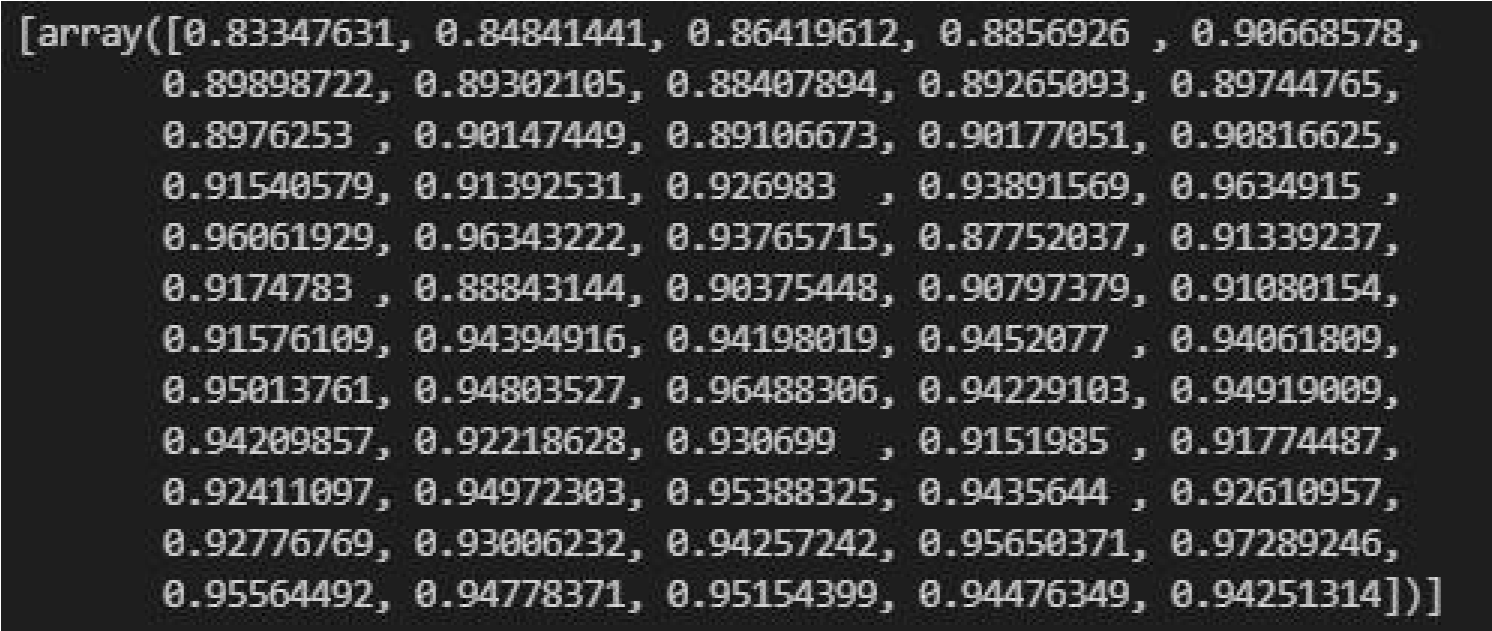 [array([0.83347631, 0.84841441, 0.86419612, 0.8856926 , 0.90668578,
0.89898722, 0.89302105, 0.88407894, 0.89265093, 0.89744765,
0.8976253 , 0.90147449, 0.89106673, 0.90177051, 0.90816625,
0.91540579, 0.91392531, 0.926983  , 0.93891569, 0.9634915 ,
0.96061929, 0.96343222, 0.93765715, 0.87752037, 0.91339237,
0.9174783 , 0.88843144, 0.90375448, 0.90797379, 0.91080154,
0.91576109, 0.94394916, 0.94198019, 0.9452077 , 0.94061809,
0.95013761, 0.94803527, 0.96488306, 0.94229103, 0.94919009,
0.94209857, 0.92218628, 0.930699  , 0.9151985 , 0.91774487,
0.92411097, 0.94972303, 0.95388325, 0.9435644 , 0.92610957,
0.92776769, 0.93006232, 0.94257242, 0.95650371, 0.97289246,
0.95564492, 0.94778371, 0.95154399, 0.94476349, 0.94251314])]